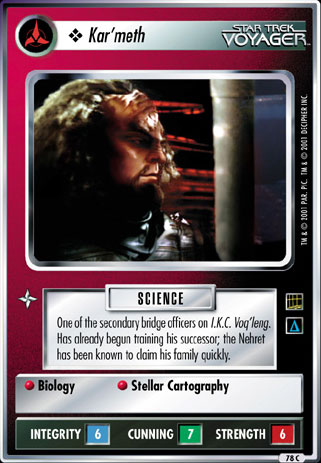 ❖ Kar'meth
STAR TREK
VOYAGER™
TM & © 2001 PAR. PIC. TM & © 2001 DECIPHER INC.
SCIENCE
One of the secondary bridge officers on I.K.C. Voq'leng.
Has already begun training his successor; the Nehret
has been known to claim his family quickly.
Biology
Stellar Cartography
INTEGRITY 6 CUNNING 7 STRENGTH 6
78 C